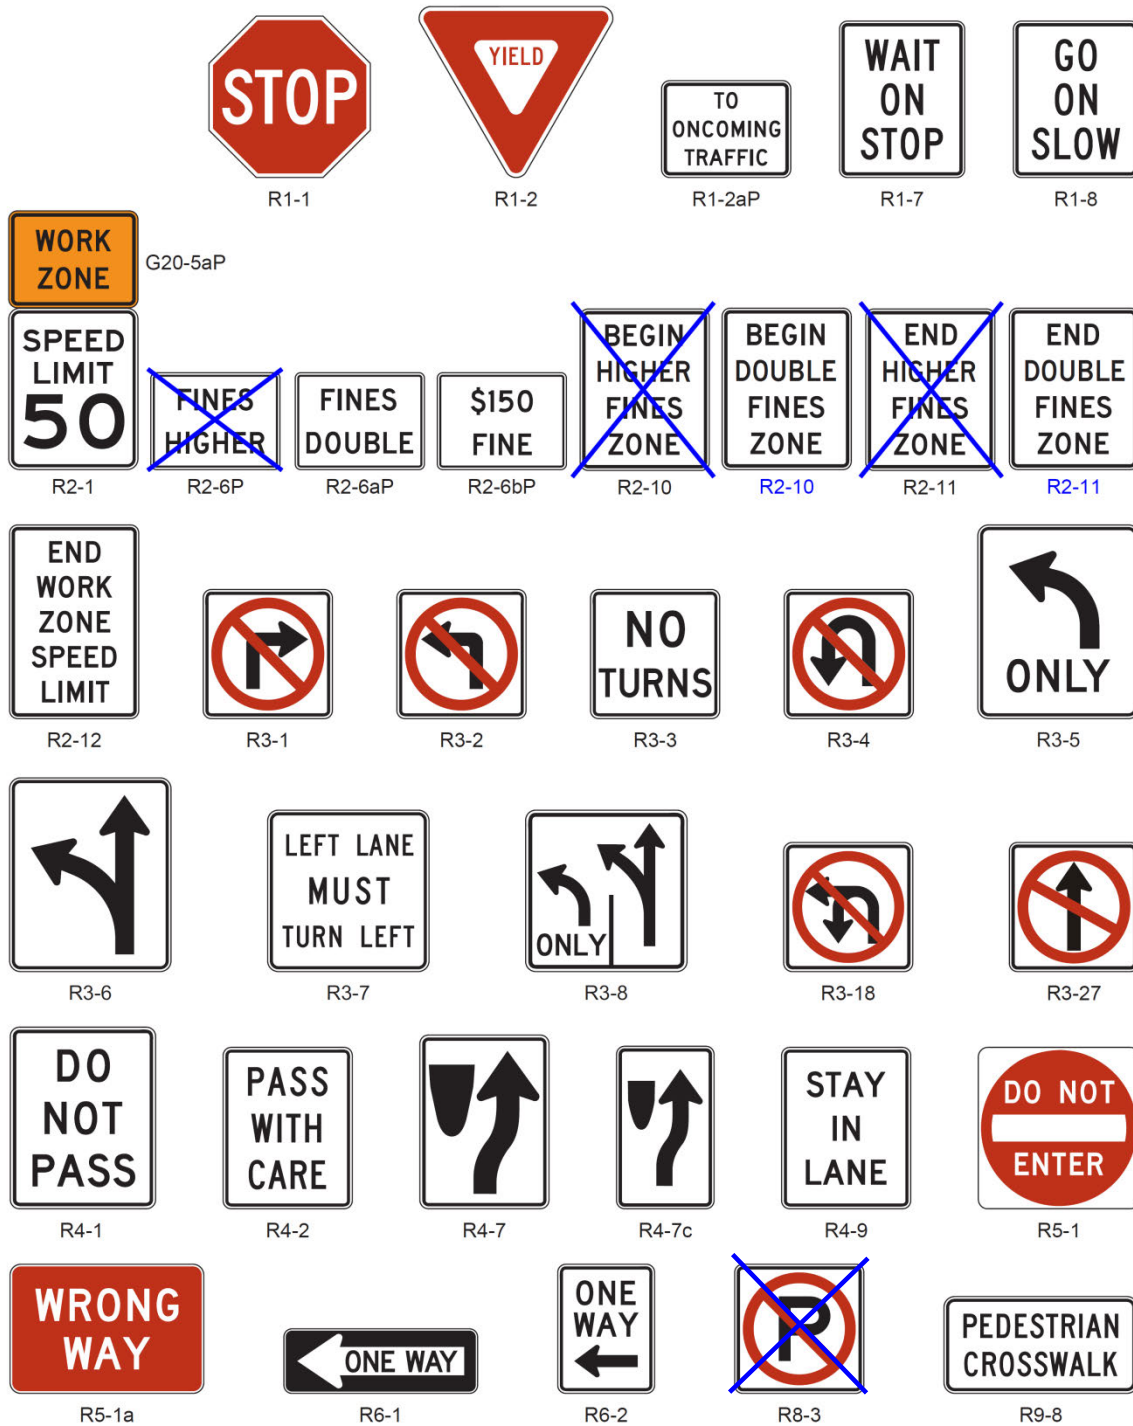 STOP
R1-1
YIELD
R1-2
TO
ONCOMING
TRAFFIC
R1-2aP
WAIT
ON
STOP
R1-7
GO
ON
SLOW
R1-8
WORK
ZONE
G20-5aP
SPEED
LIMIT
50
R2-1
FINES
HIGHER
R2-6P
FINES
DOUBLE
R2-6aP
$150
FINE
R2-6bP
BEGIN
HIGHER
FINES
ZONE
R2-10
BEGIN
DOUBLE
FINES
ZONE
R2-10
END
HIGHER
FINES
ZONE
R2-11
END
DOUBLE
FINES
ZONE
R2-11
END
WORK
ZONE
SPEED
LIMIT
R2-12
R3-1
R3-2
NO
TURNS
R3-3
R3-4
ONLY
R3-5
R3-6
LEFT LANE
MUST
TURN LEFT
R3-7
ONLY
R3-8
R3-18
R3-27
DO
NOT
PASS
R4-1
PASS
WITH
CARE
R4-2
R4-7
R4-7c
STAY
IN
LANE
R4-9
DO NOT
ENTER
R5-1
WRONG
WAY
R5-1a
ONE WAY
R6-1
ONE
WAY
R6-2
P
R8-3
PEDESTRIAN
CROSSWALK
R9-8